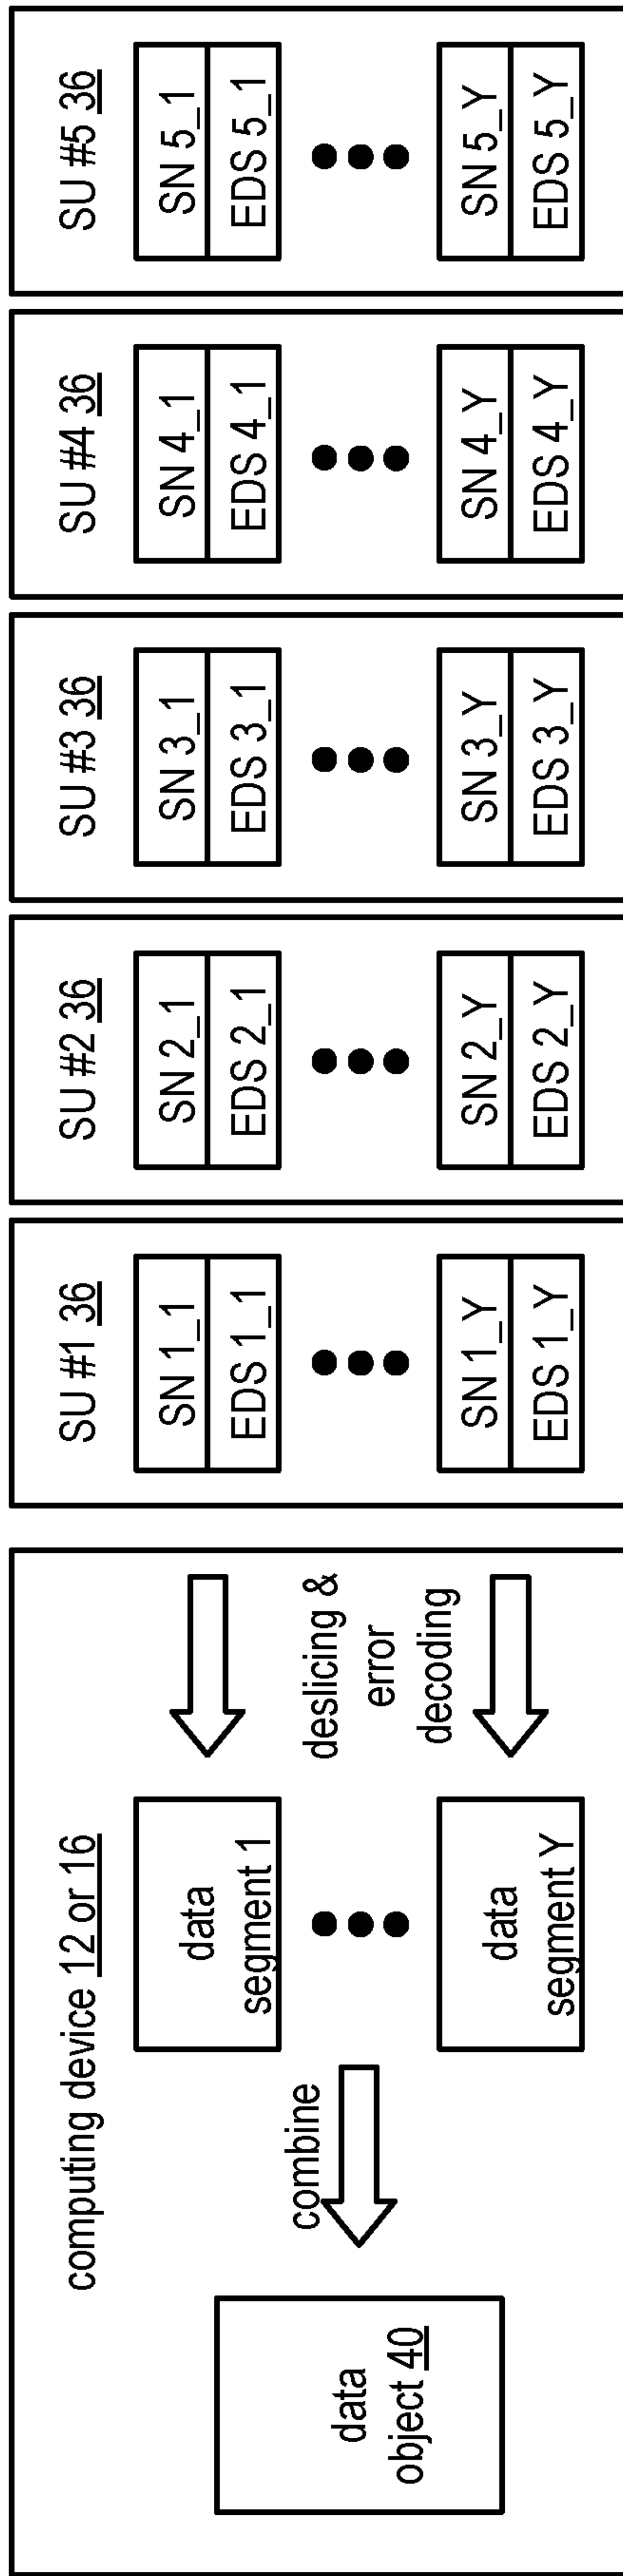 computing device 12 or 16
data
object 40
combine
data
segment 1
data
segment Y
deslicing &
error
decoding
SU #1 36
SN 1_1
EDS 1_1
SN 1_Y
EDS 1_Y
SU #2 36
SN 2_1
EDS 2_1
SN 2_Y
EDS 2_Y
SU #3 36
SN 3_1
EDS 3_1
SN 3_Y
EDS 3_Y
SU #4 36
SN 4_1
EDS 4_1
SN 4_Y
EDS 4_Y
SU #5 36
SN 5_1
EDS 5_1
SN 5_Y
EDS 5_Y